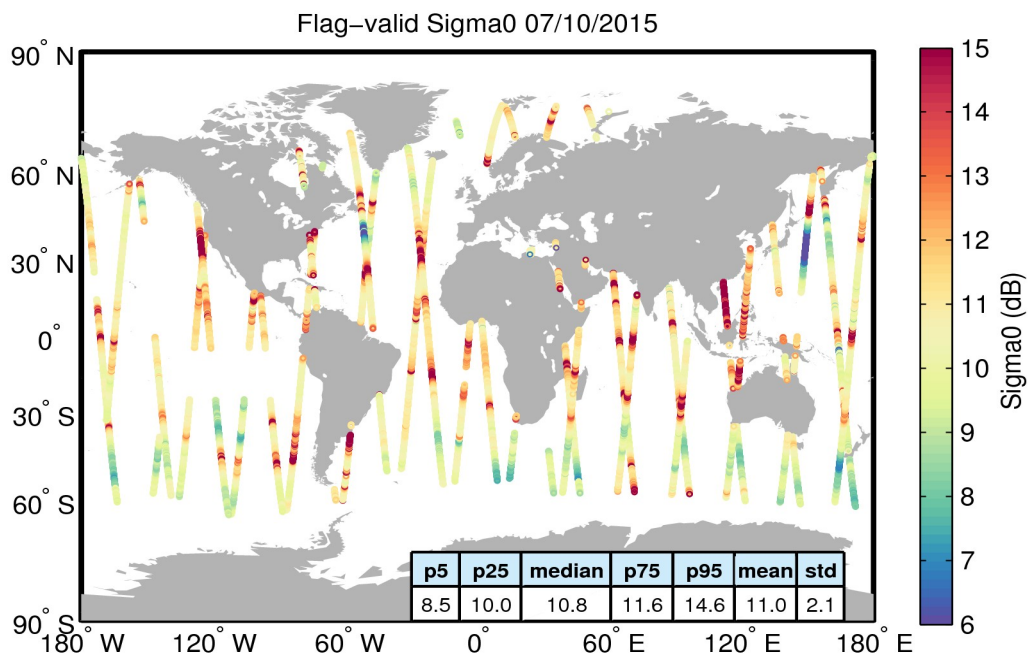 Flag−valid Sigma0 07/10/2015
90° N
60° N
30° N
0°
30° S
60° S
90° S
180° W
120° W
60° W
0°
60° E
120° E
180° E
15
14
13
12
11
10
9
8
7
6
Sigma0 (dB)
p5 p25 median p75 p95 mean std
8.5 10.0 10.8 11.6 14.6 11.0 2.1